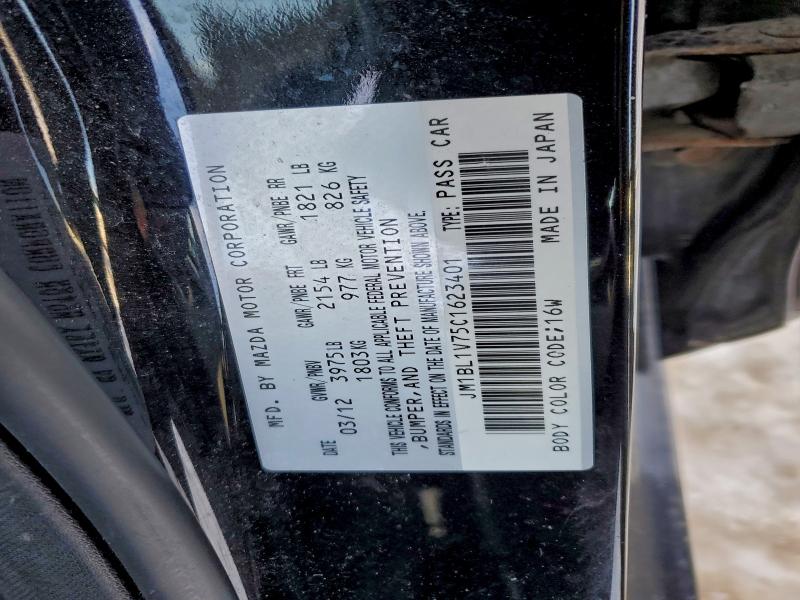 MFD. BY MAZDA MOTOR CORPORATION
DATE GVWR/PNBV GAWR/PNBE FRT GAWR/PNBE RR
03/12 3975LB 2154 LB 1821 LB
1803KG 977 KG 826 KG
THIS VEHICLE CONFORMS TO ALL APPLICABLE FEDERAL MOTOR VEHICLE SAFETY
,BUMPER,AND THEFT PREVENTION
STANDARDS IN EFFECT ON THE DATE OF MANUFACTURE SHOWN ABOVE.
JM1BL1V75C1623401 TYPE: PASS CAR
BODY COLOR CODE;16W MADE IN JAPAN